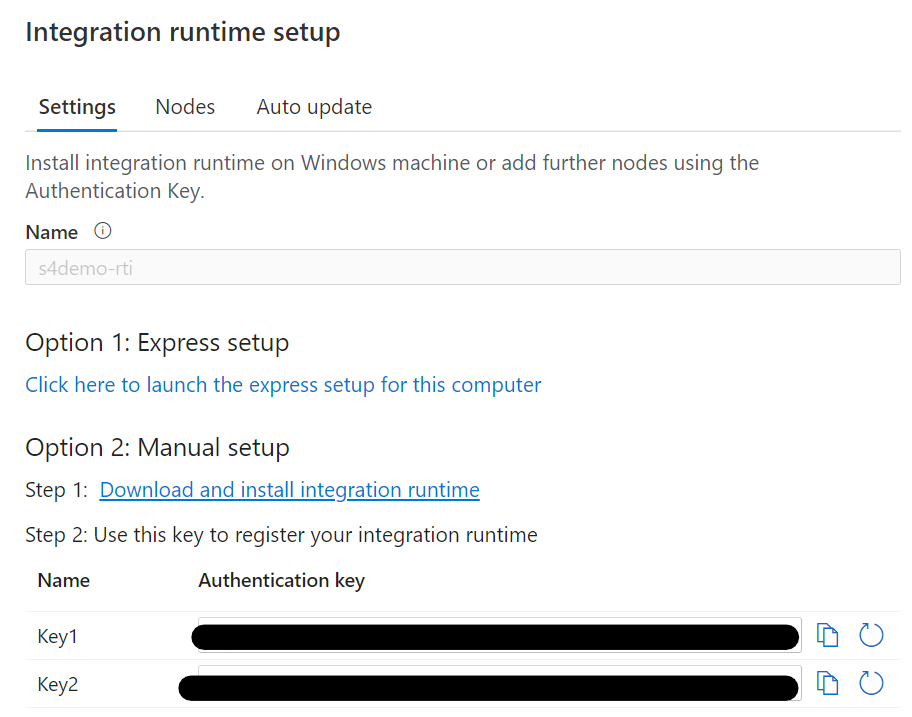 Integration runtime setup
Settings Nodes Auto update
Install integration runtime on Windows machine or add further nodes using the
Authentication Key.
Name
s4demo-rti
Option 1: Express setup
Click here to launch the express setup for this computer
Option 2: Manual setup
Step 1: Download and install integration runtime
Step 2: Use this key to register your integration runtime
Name Authentication key
Key1
Key2